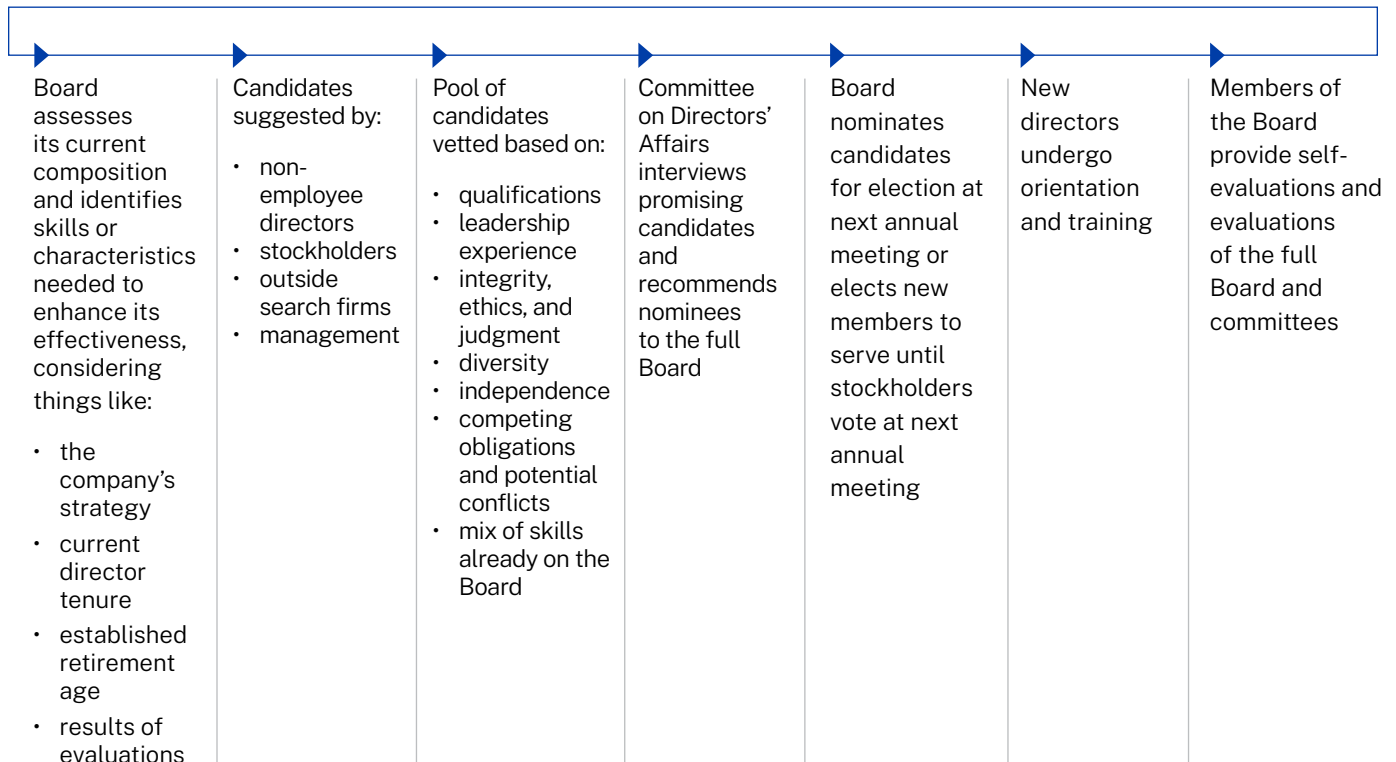 Board
assesses
its current
composition
and identifies
skills or
characteristics
needed to
enhance its
effectiveness,
considering
things like:
• the
company’s
strategy
• current
director
tenure
• established
retirement
age
• results of
evaluations
Candidates
suggested by:
• non-
employee
directors
• stockholders
• outside
search firms
• management
Pool of
candidates
vetted based on:
• qualifications
• leadership
experience
• integrity,
ethics, and
judgment
• diversity
• independence
• competing
obligations
and potential
conflicts
• mix of skills
already on the
Board
Committee
on Directors’
Affairs
interviews
promising
candidates
and
recommends
nominees
to the full
Board
Board
nominates
candidates
for election at
next annual
meeting or
elects new
members to
serve until
stockholders
vote at next
annual
meeting
New
directors
undergo
orientation
and training
Members of
the Board
provide self-
evaluations and
evaluations
of the full
Board and
committees